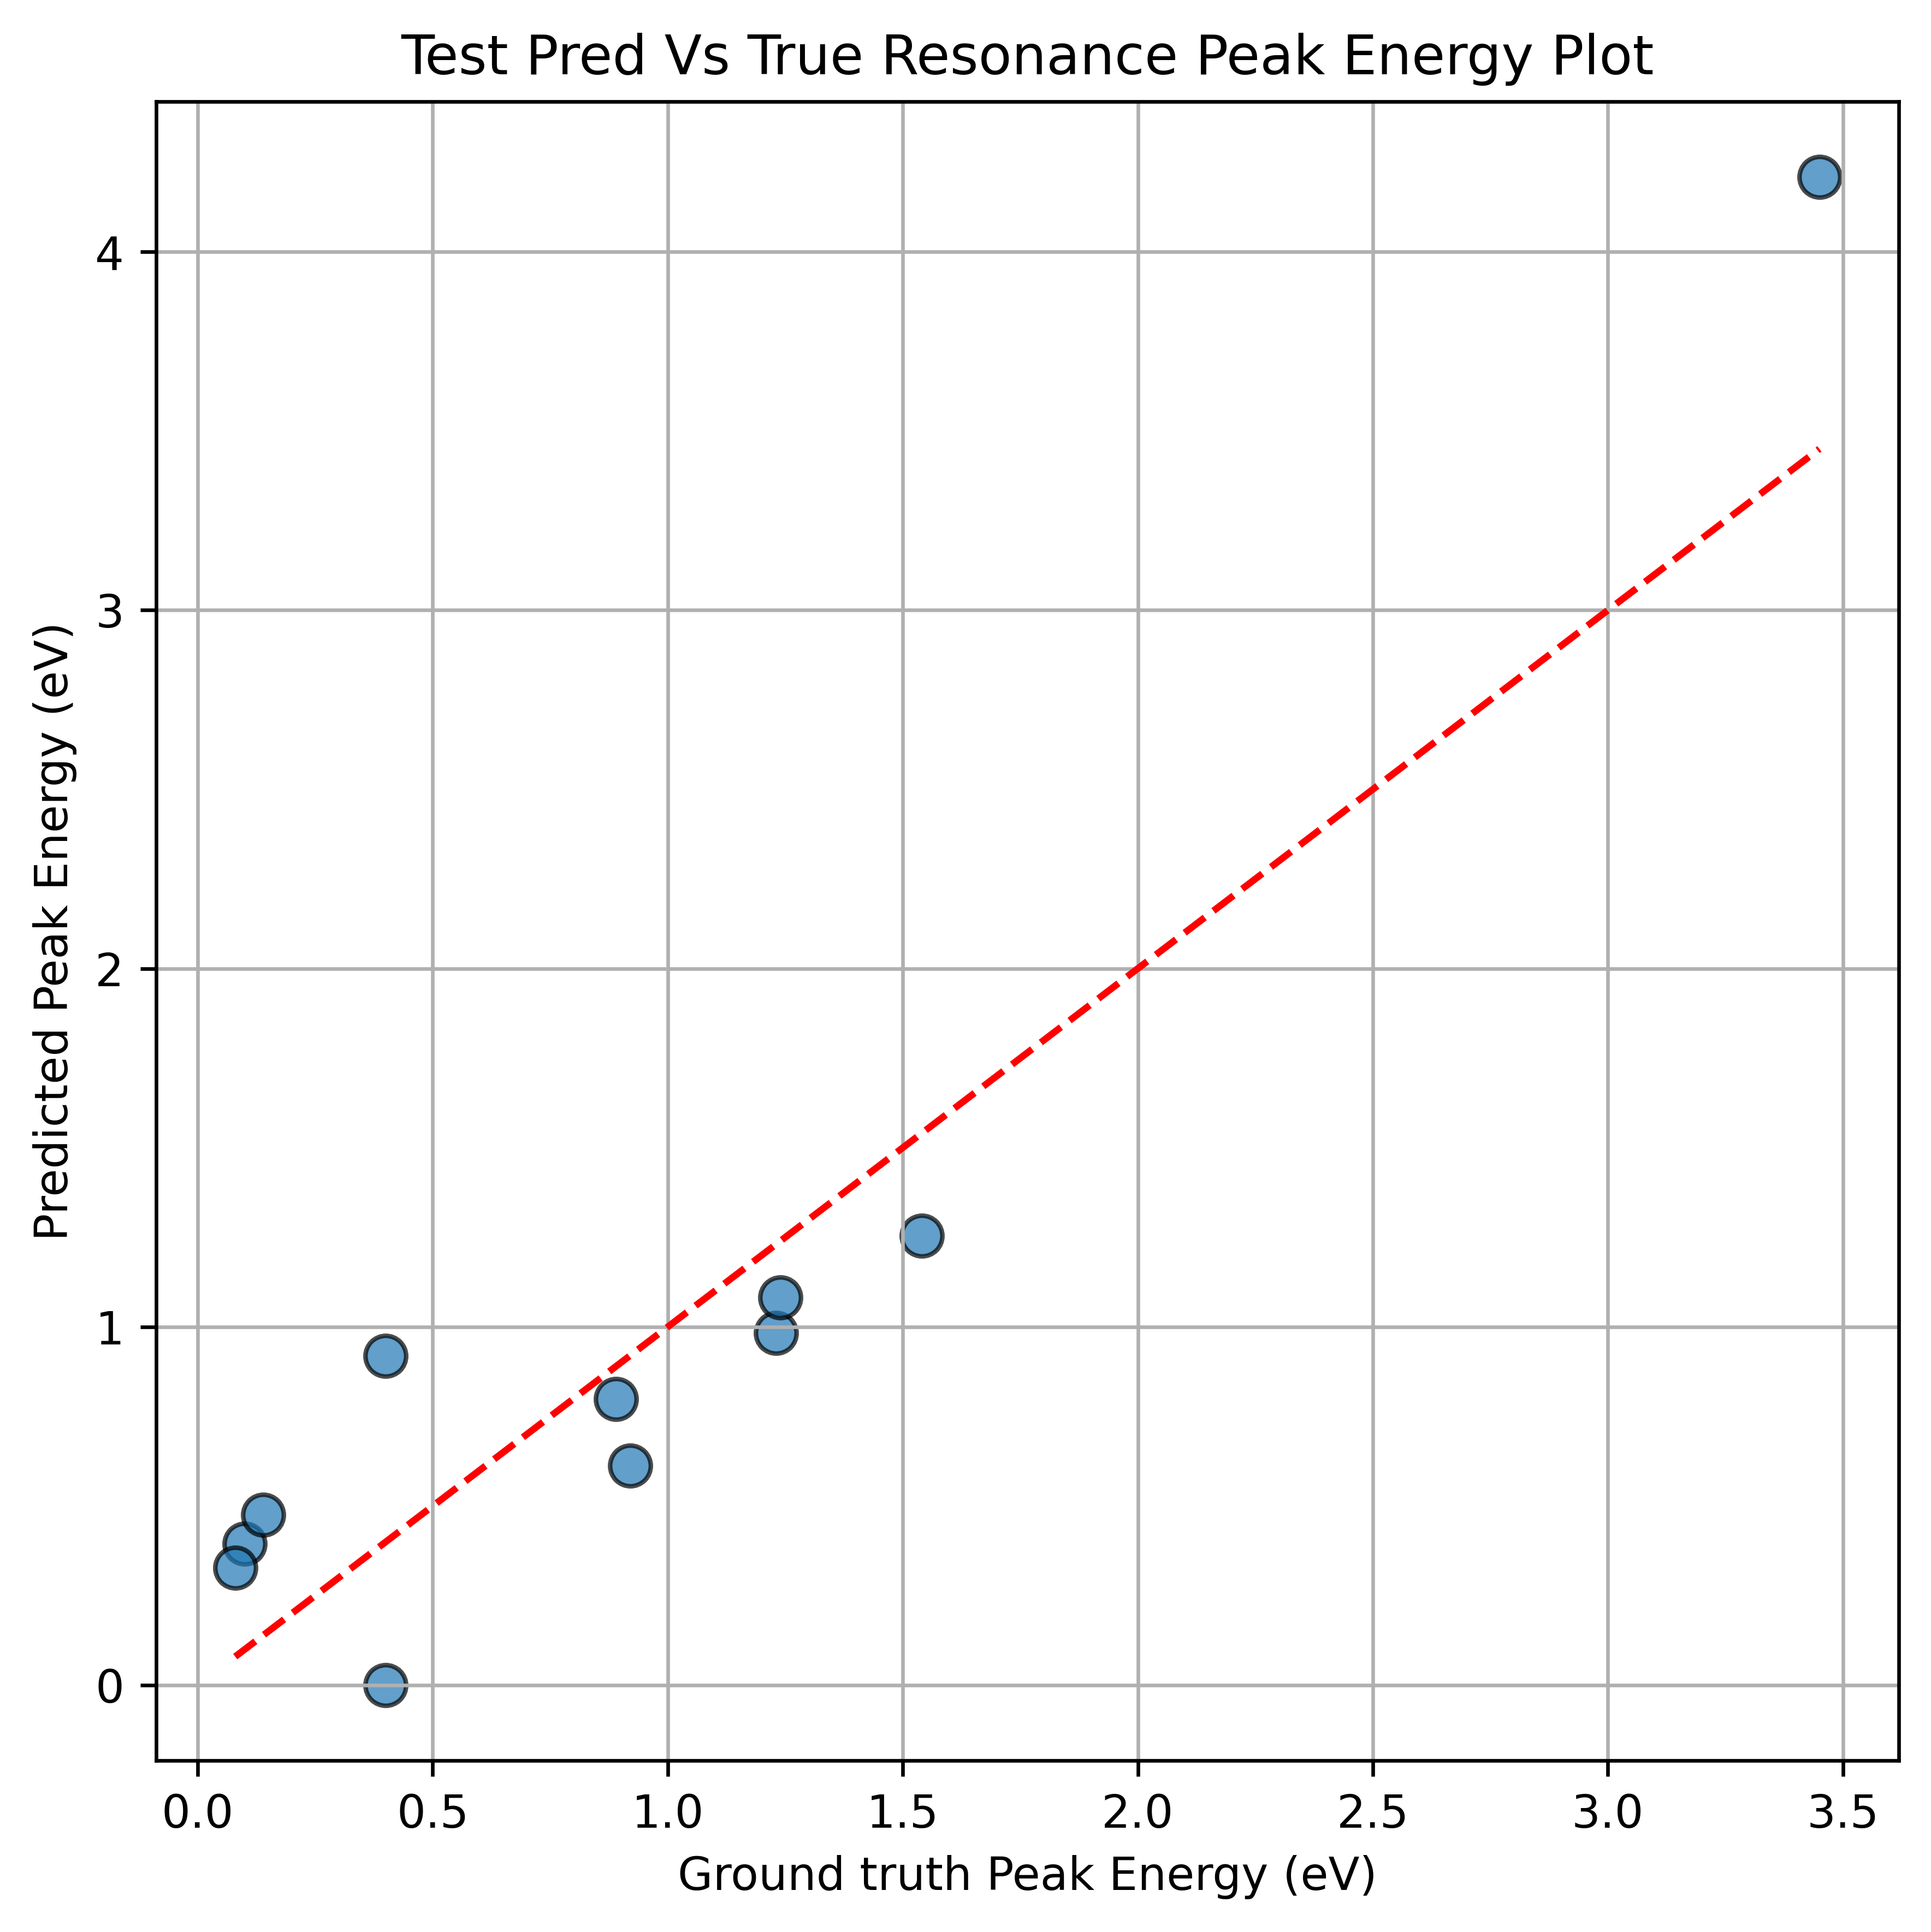 Test Pred Vs True Resonance Peak Energy Plot
Predicted Peak Energy (eV)
4
3
2
1
0
0.0 0.5 1.0 1.5 2.0 2.5 3.0 3.5
Ground truth Peak Energy (eV)